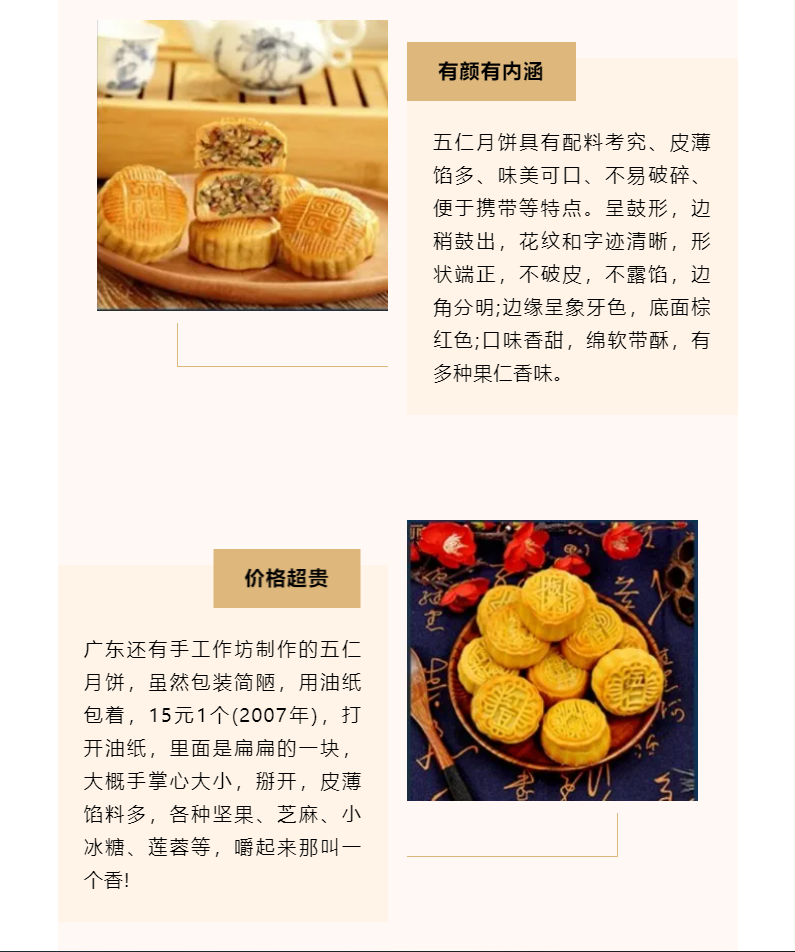 有颜有内涵
五仁月饼具有配料考究、皮薄
馅多、味美可口、不易破碎、
便于携带等特点。呈鼓形，边
稍鼓出，花纹和字迹清晰，形
状端正，不破皮，不露馅，边
角分明;边缘呈象牙色，底面棕
红色;口味香甜，绵软带酥，有
多种果仁香味。
价格超贵
广东还有手工作坊制作的五仁
月饼，虽然包装简陋，用油纸
包着，15元1个(2007年)，打
开油纸，里面是扁扁的一块，
大概手掌心大小，掰开，皮薄
馅料多，各种坚果、芝麻、小
冰糖、莲蓉等，嚼起来那叫一
个香!